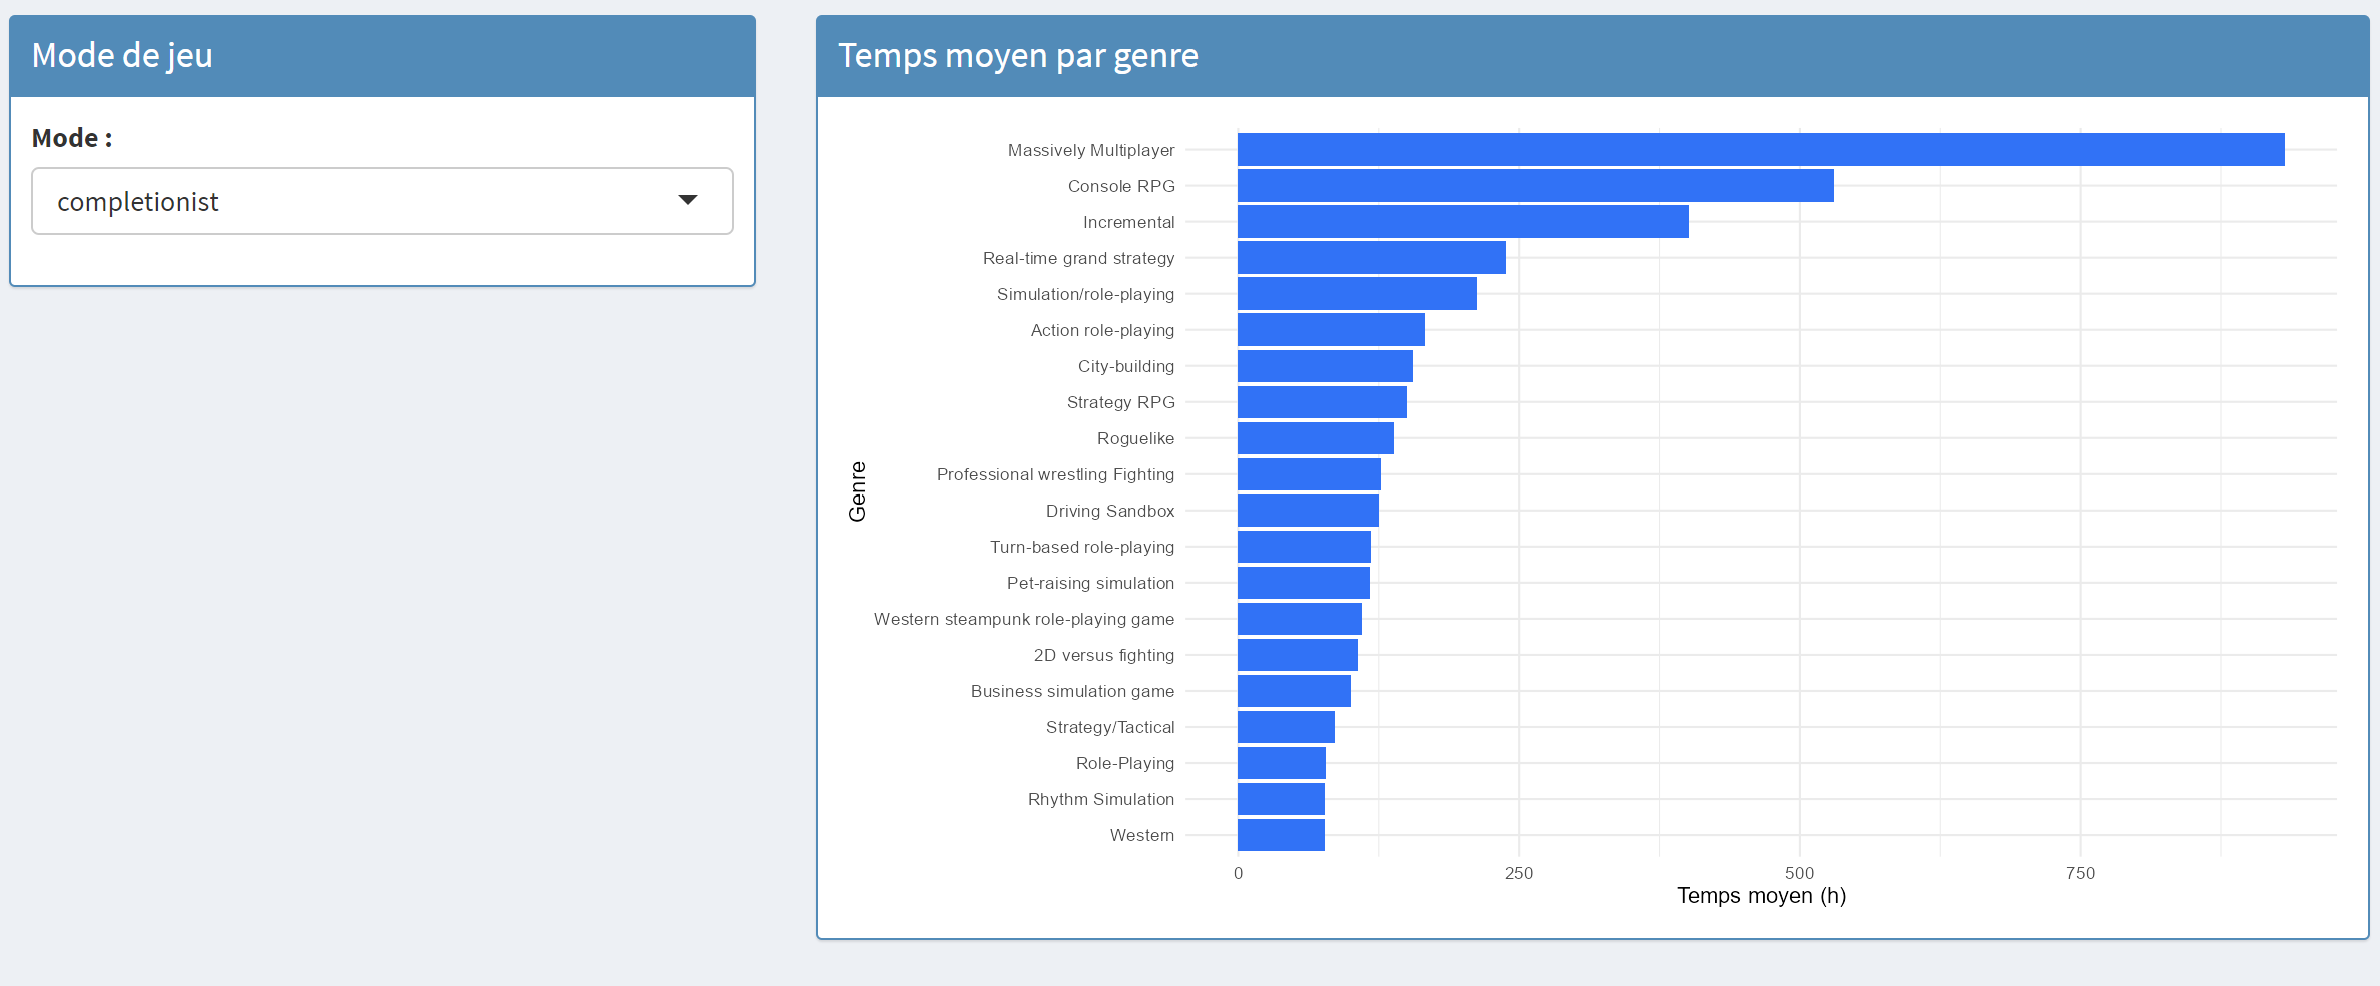 Mode de jeu
Mode :
completionist
Temps moyen par genre
Genre
Massively Multiplayer
Console RPG
Incremental
Real-time grand strategy
Simulation/role-playing
Action role-playing
City-building
Strategy RPG
Roguelike
Professional wrestling Fighting
Driving Sandbox
Turn-based role-playing
Pet-raising simulation
Western steampunk role-playing game
2D versus fighting
Business simulation game
Strategy/Tactical
Role-Playing
Rhythm Simulation
Western
0 250 500 750
Temps moyen (h)